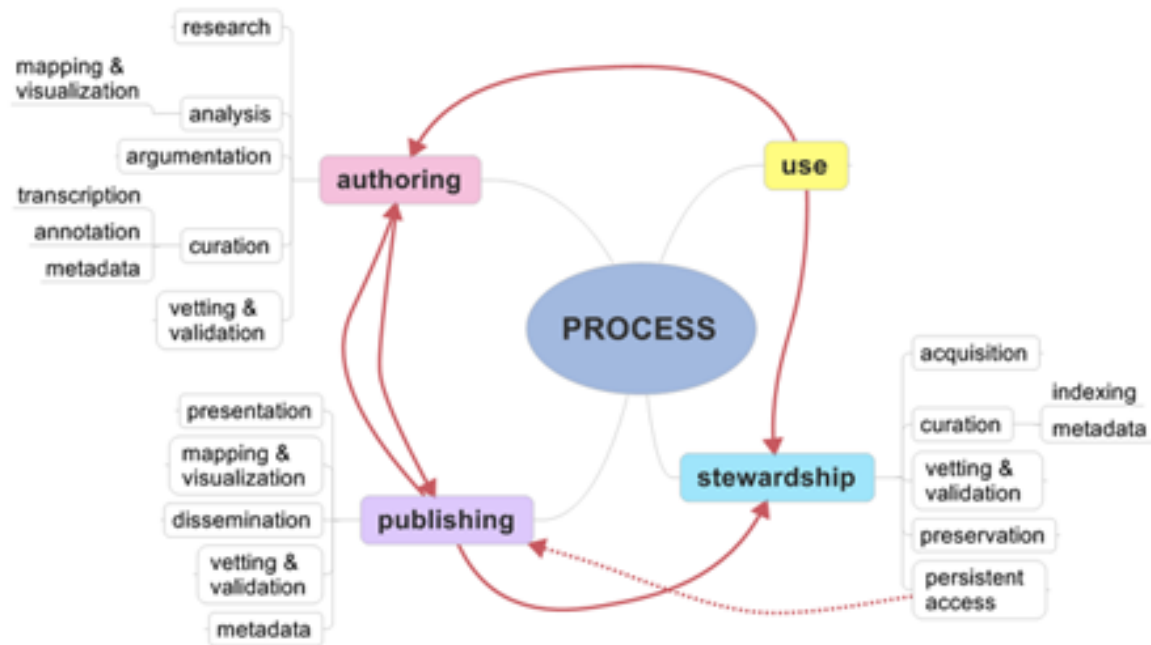 research
mapping &
visualization
analysis
argumentation
transcription
annotation
metadata
curation
vetting &
validation
authoring
use
PROCESS
presentation
mapping &
visualization
dissemination
vetting &
validation
metadata
publishing
stewardship
acquisition
curation
indexing
metadata
vetting &
validation
preservation
persistent
access